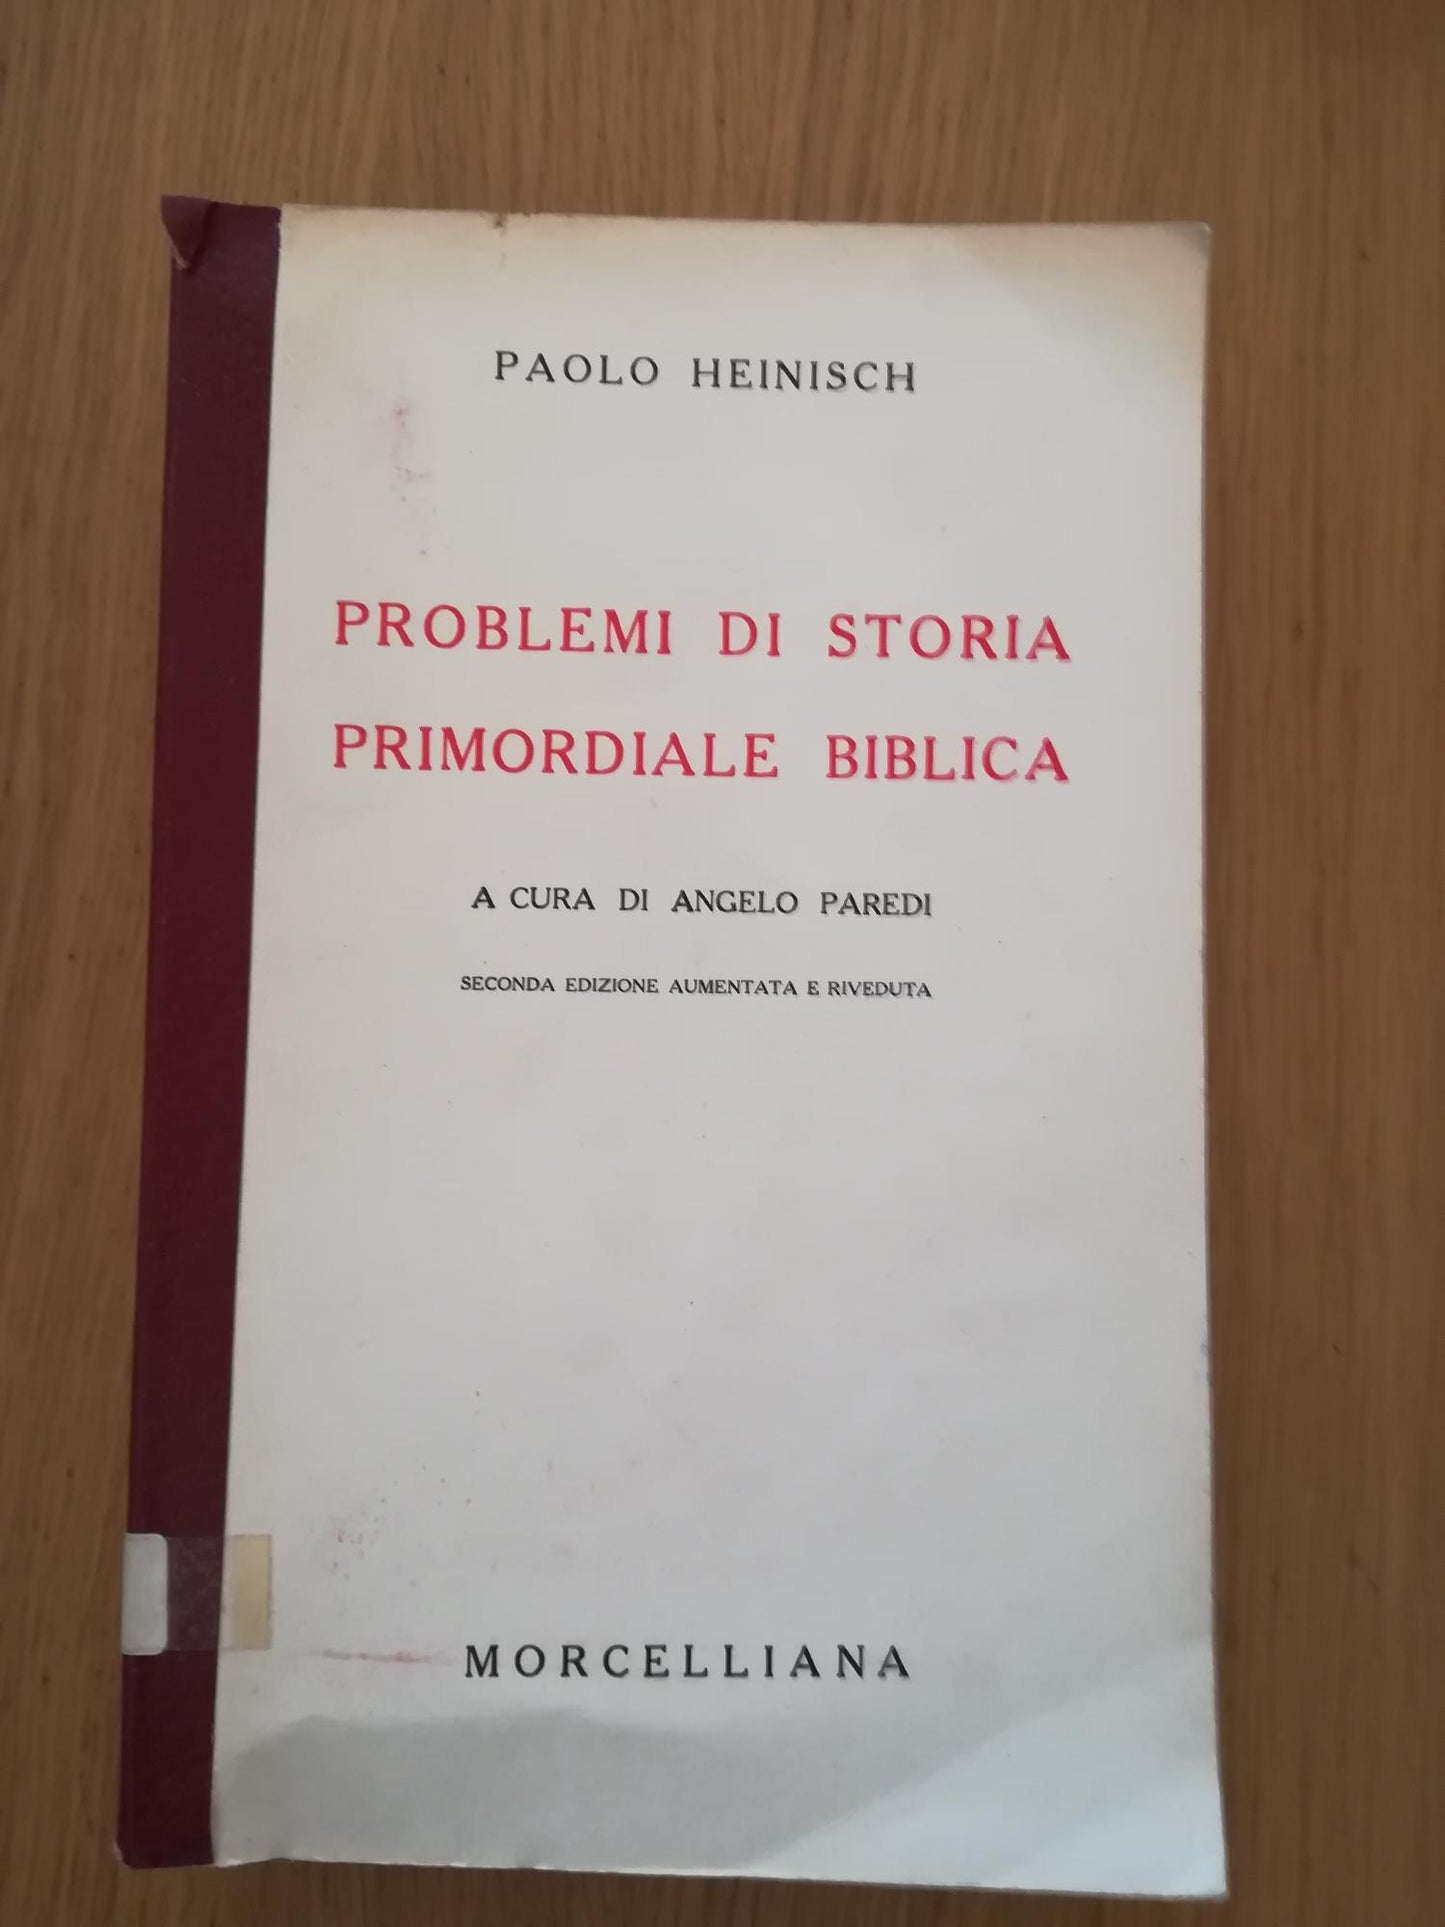 PAOLO HEINISCH
PROBLEMI DI STORIA
PRIMORDIALE BIBLICA
A CURA DI ANGELO PAREDI
SECONDA EDIZIONE AUMENTATA E RIVEDUTA
MORCELLIANA